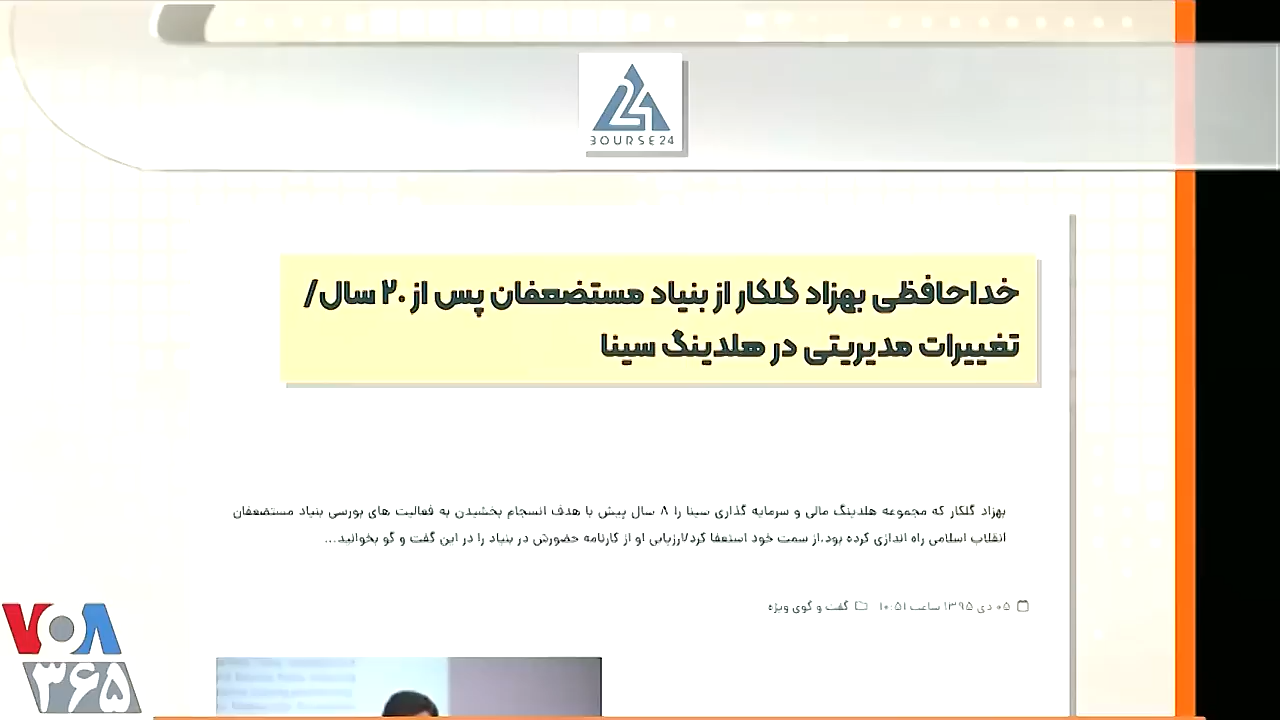 BOURSE24
خداحافظی بهزاد گلکار از بنیاد مستضعفان پس از ۲۰ سال/
تغییرات مدیریتی در هلدینگ سینا
بهزاد گلکار که مجموعه هلدینگ مالی و سرمایه گذاری سینا را ۸ سال پیش با هدف انسجام بخشیدن به فعالیت های بورسی بنیاد مستضعفان
انقلاب اسلامی راه اندازی کرده بود،از سمت خود استعفا کرد/ارزیابی او از کارنامه حضورش در بنیاد را در این گفت و گو بخوانید...
۰۵ دی ۱۳۹۵ ساعت ۱۰:۵۱ گفت و گوی ویژه
VOA
۳۶۵